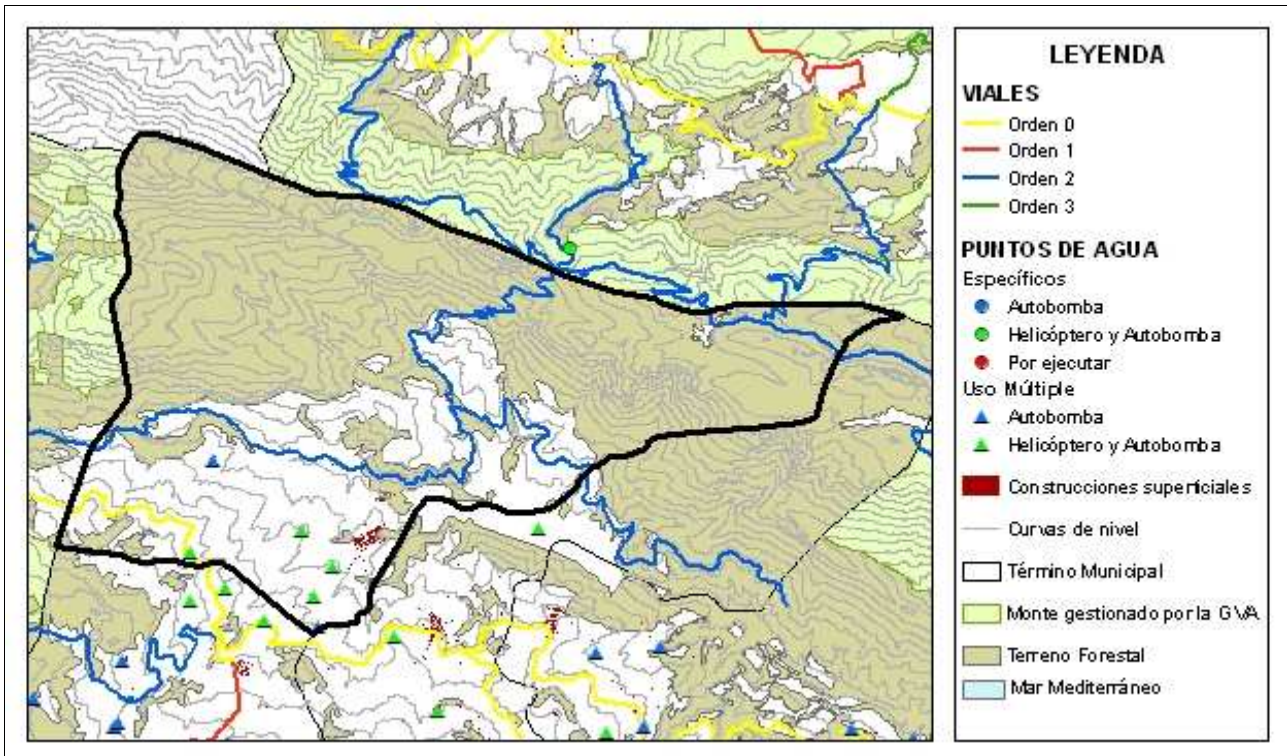 LEYENDA
VIALES
Orden 0
Orden 1
Orden 2
Orden 3
PUNTOS DE AGUA
Específicos
Autobomba
Helicóptero y Autobomba
Por ejecutar
Uso Múltiple
Autobomba
Helicóptero y Autobomba
Construcciones superficiales
Curvas de nivel
Término Municipal
Monte gestionado por la GVA
Terreno Forestal
Mar Mediterráneo